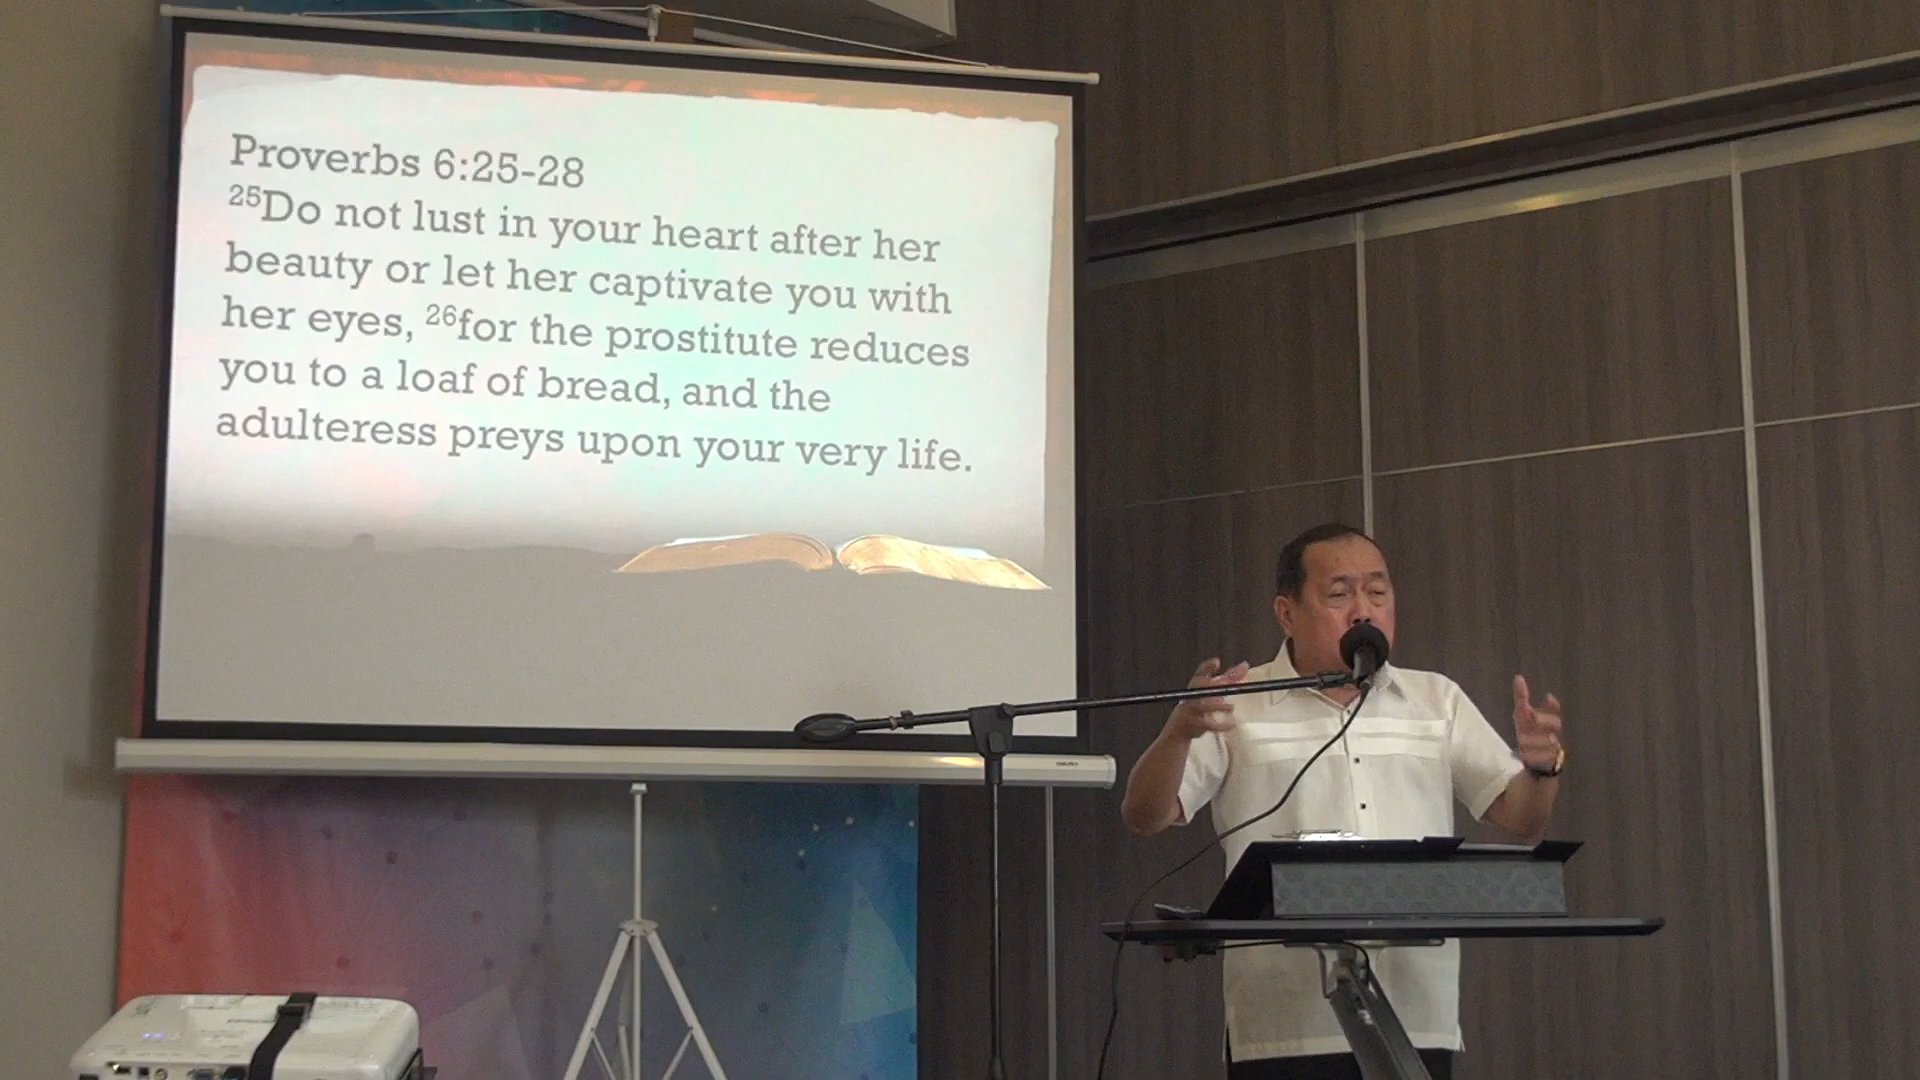 Proverbs 6:25-28
²⁵Do not lust in your heart after her
beauty or let her captivate you with
her eyes, ²⁶for the prostitute reduces
you to a loaf of bread, and the
adulteress preys upon your very life.